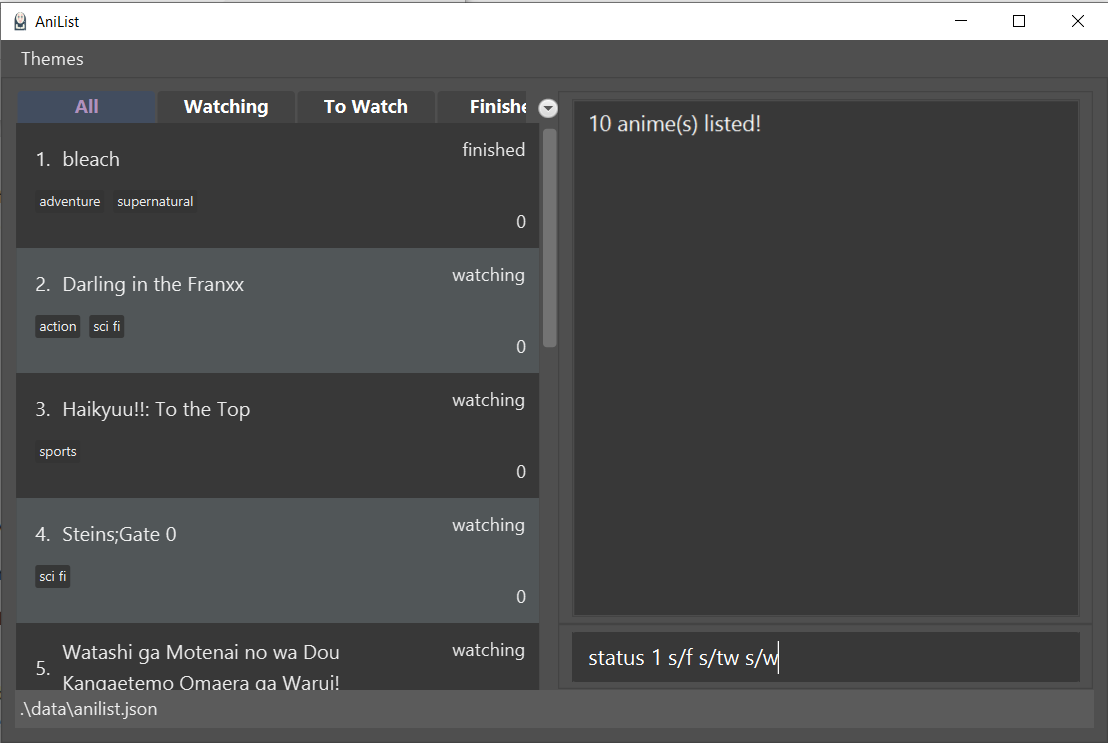 AniList
Themes
All Watching To Watch Finishe
1. bleach
finished
adventure supernatural
0
2. Darling in the Franxx
watching
action sci fi
0
3. Haikyuu!!: To the Top
watching
sports
0
4. Steins;Gate 0
watching
sci fi
0
5. Watashi ga Motenai no wa Dou
Kangaetemo Omaera ga Warui!
watching
10 anime(s) listed!
status 1 s/f s/tw s/w
.\data\anilist.json